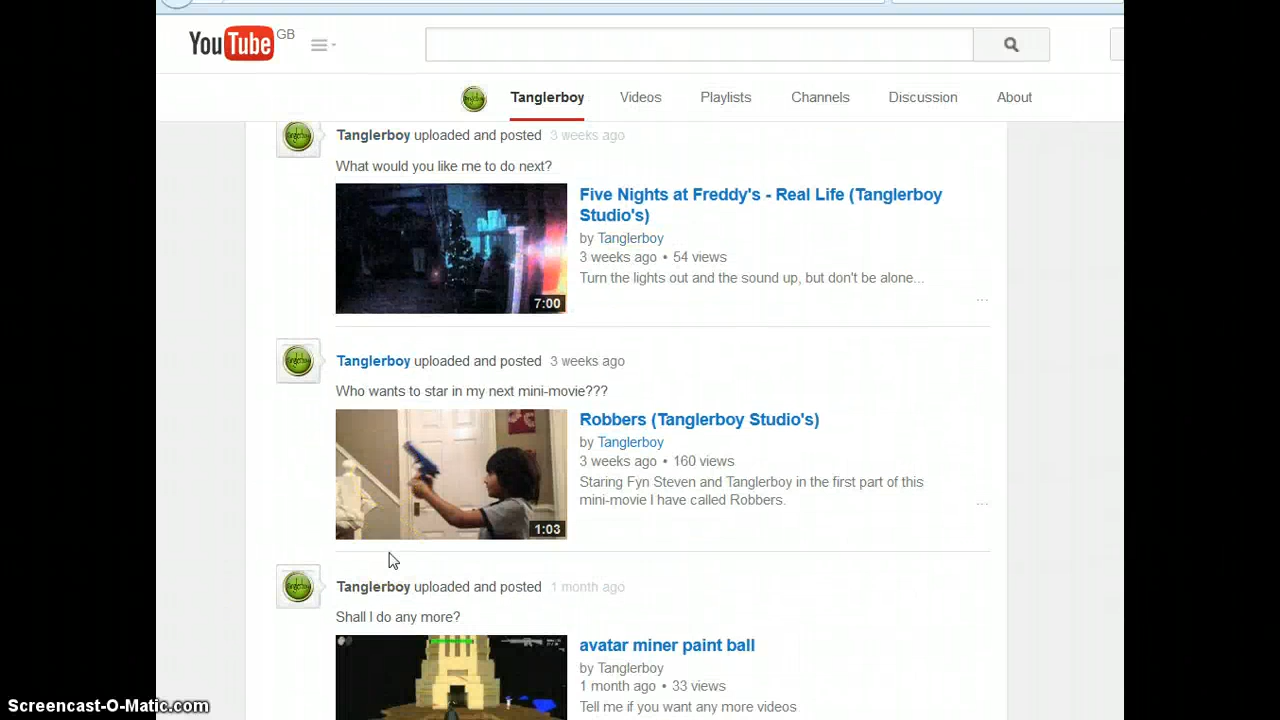 YouTube GB
Tanglerboy Videos Playlists Channels Discussion About
Tanglerboy uploaded and posted 3 weeks ago
What would you like me to do next?
Five Nights at Freddy's - Real Life (Tanglerboy
Studio's)
by Tanglerboy
3 weeks ago • 54 views
Turn the lights out and the sound up, but don't be alone...
7:00
Tanglerboy uploaded and posted 3 weeks ago
Who wants to star in my next mini-movie???
Robbers (Tanglerboy Studio's)
by Tanglerboy
3 weeks ago • 160 views
Staring Fyn Steven and Tanglerboy in the first part of this
mini-movie I have called Robbers.
1:03
Tanglerboy uploaded and posted 1 month ago
Shall I do any more?
avatar miner paint ball
by Tanglerboy
1 month ago • 33 views
Tell me if you want any more videos
Screencast-O-Matic.com